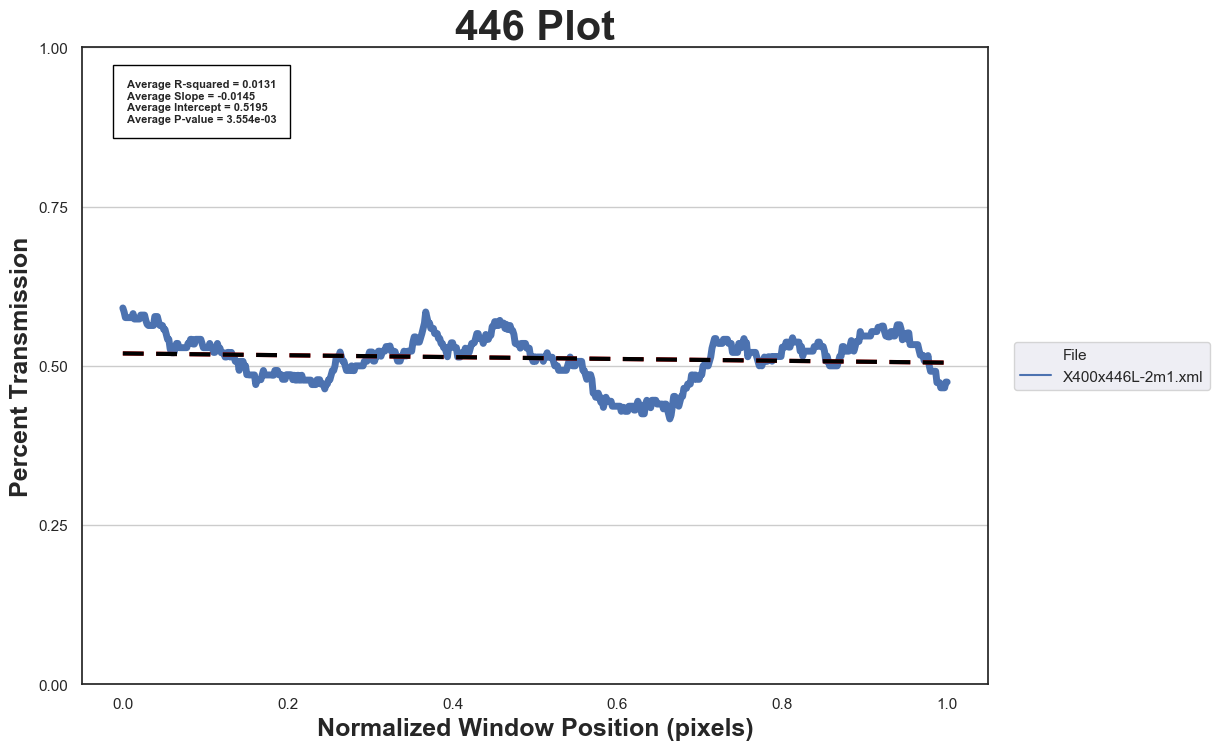 446 Plot
1.00
Average R-squared = 0.0131
Average Slope = -0.0145
Average Intercept = 0.5195
Average P-value = 3.554e-03
0.75
Percent Transmission
0.50
File
X400x446L-2m1.xml
0.25
0.00
0.0 0.2 0.4 0.6 0.8 1.0
Normalized Window Position (pixels)